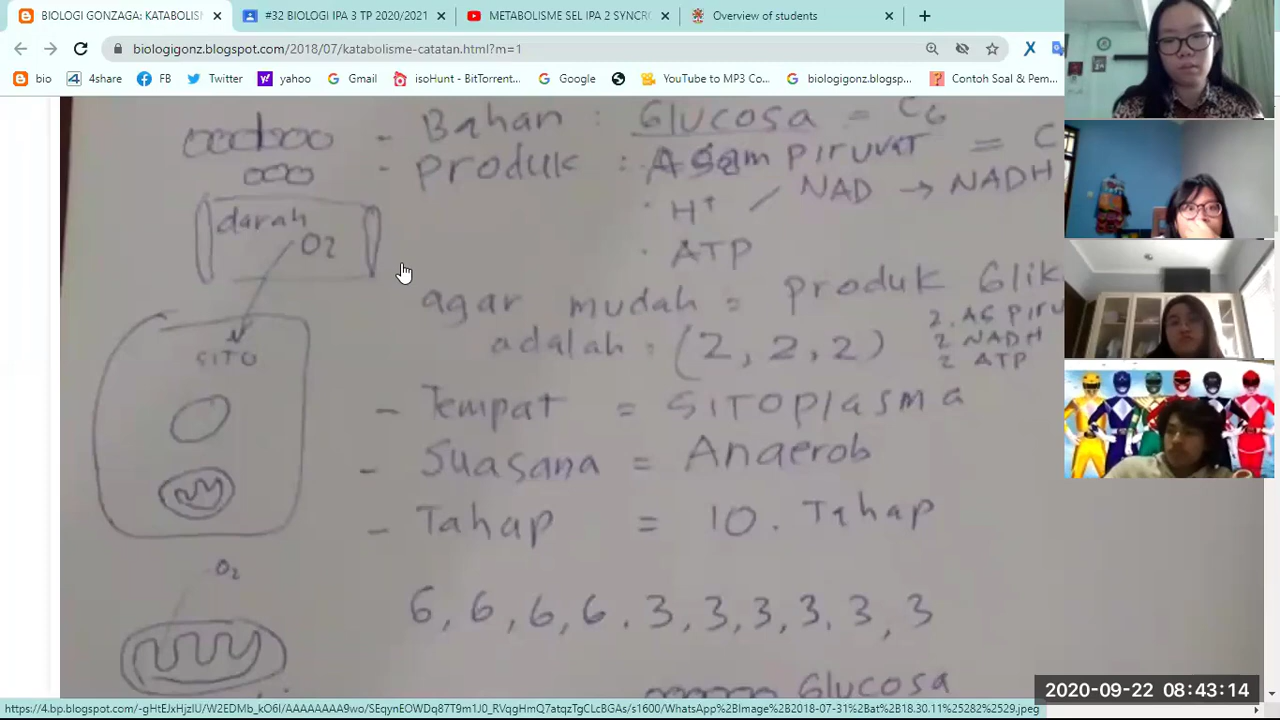 BIOLOGI GONZAGA: KATABOLIS
#32 BIOLOGI IPA 3 TP 2020/2021
METABOLISME SEL IPA 2 SYNCRO
Overview of students
biologigonz.blogspot.com/2018/07/katabolisme-catatan.html?m=1
bio
4share
FB
Twitter
yahoo
Gmail
isoHunt - BitTorrent...
Google
YouTube to MP3 Co...
biologigonz.blogsp...
Contoh Soal & Pem...
- Bahan : Glucosa = C6
- Produk : Asam Piruvat = C
· H+ / NAD → NADH
· ATP
darah
O2
SITO
agar mudah = produk Glik
adalah : (2, 2, 2)
2. AS PIRU
2 NADH
2 ATP
- Tempat = SITOPlasma
- Suasana = Anaerob
- Tahap = 10. Tahap
O2
6, 6, 6, 6. 3, 3, 3, 3, 3, 3
Glucosa
2020-09-22 08:43:14